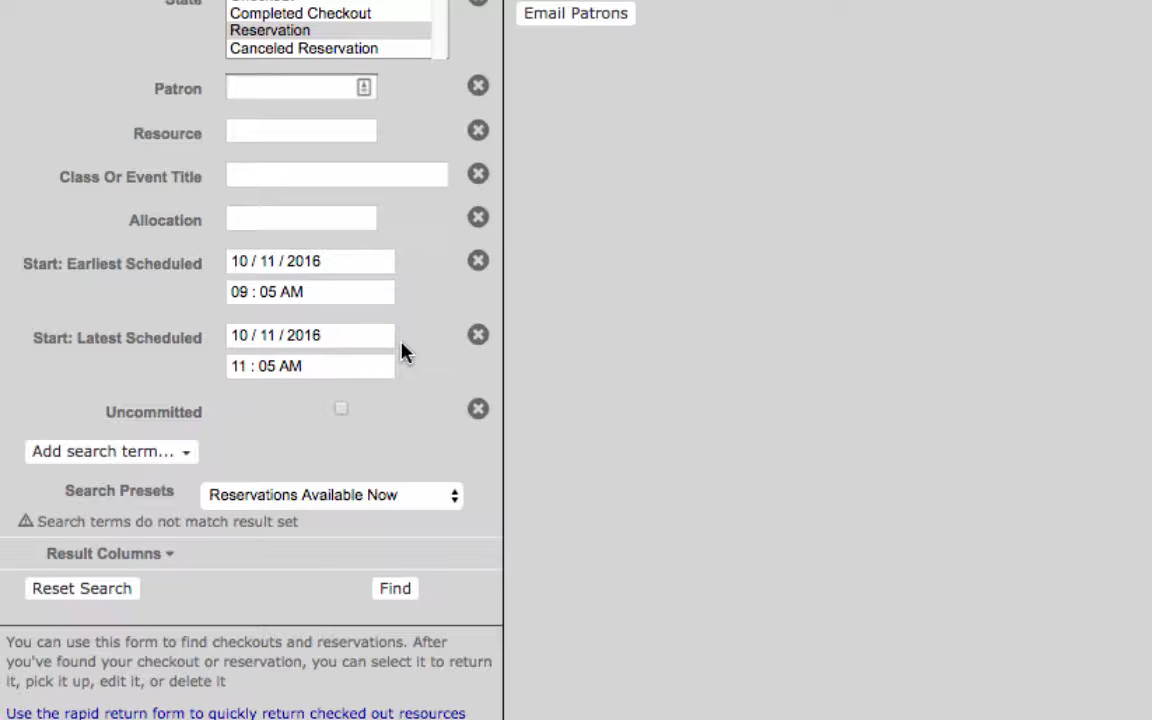 State
Completed Checkout
Reservation
Canceled Reservation
Email Patrons
Patron
Resource
Class Or Event Title
Allocation
Start: Earliest Scheduled
10 / 11 / 2016
09 : 05 AM
Start: Latest Scheduled
10 / 11 / 2016
11 : 05 AM
Uncommitted
Add search term...
Search Presets
Reservations Available Now
Search terms do not match result set
Result Columns
Reset Search
Find
You can use this form to find checkouts and reservations. After
you've found your checkout or reservation, you can select it to return
it, pick it up, edit it, or delete it
Use the rapid return form to quickly return checked out resources